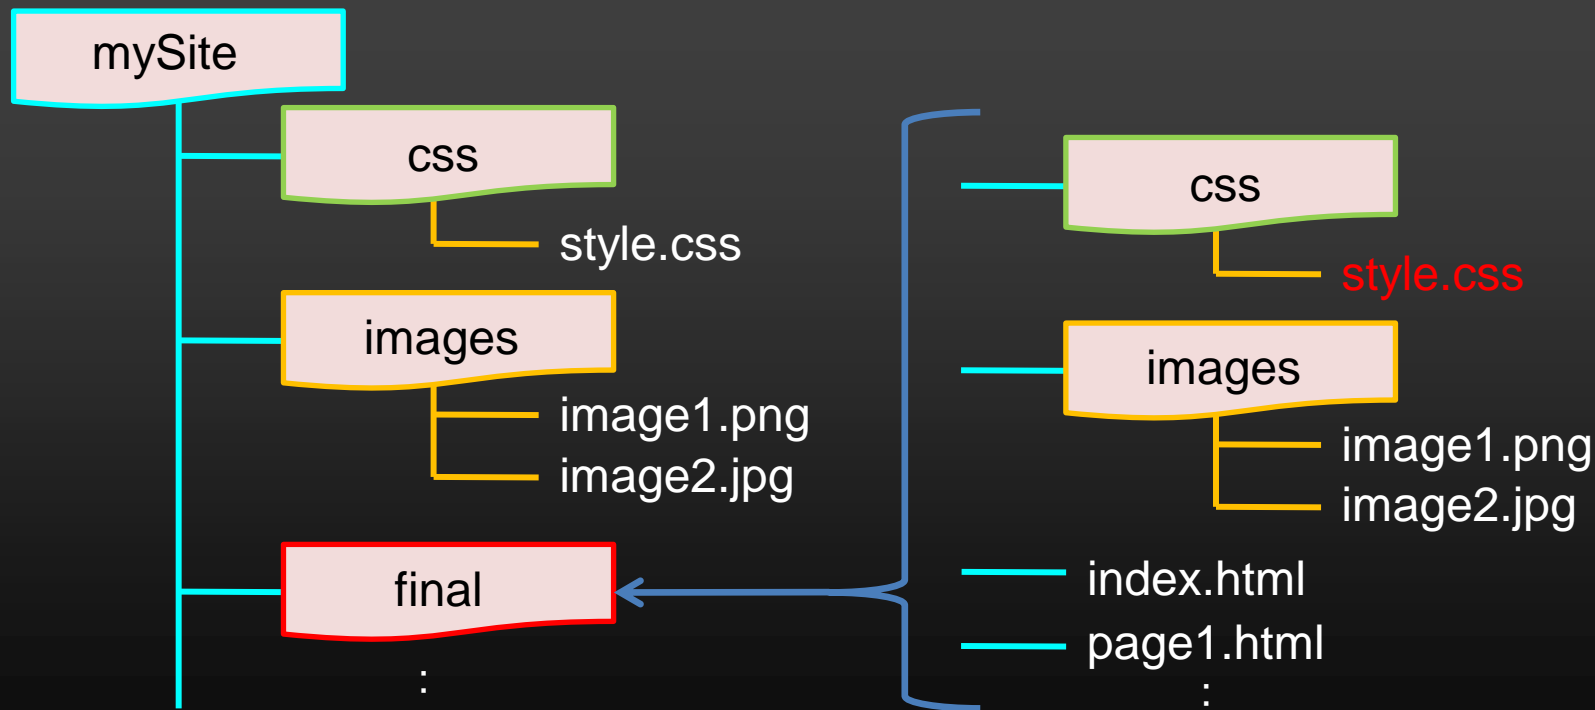 mySite
css
style.css
images
image1.png
image2.jpg
final
:
css
style.css
images
image1.png
image2.jpg
index.html
page1.html
: